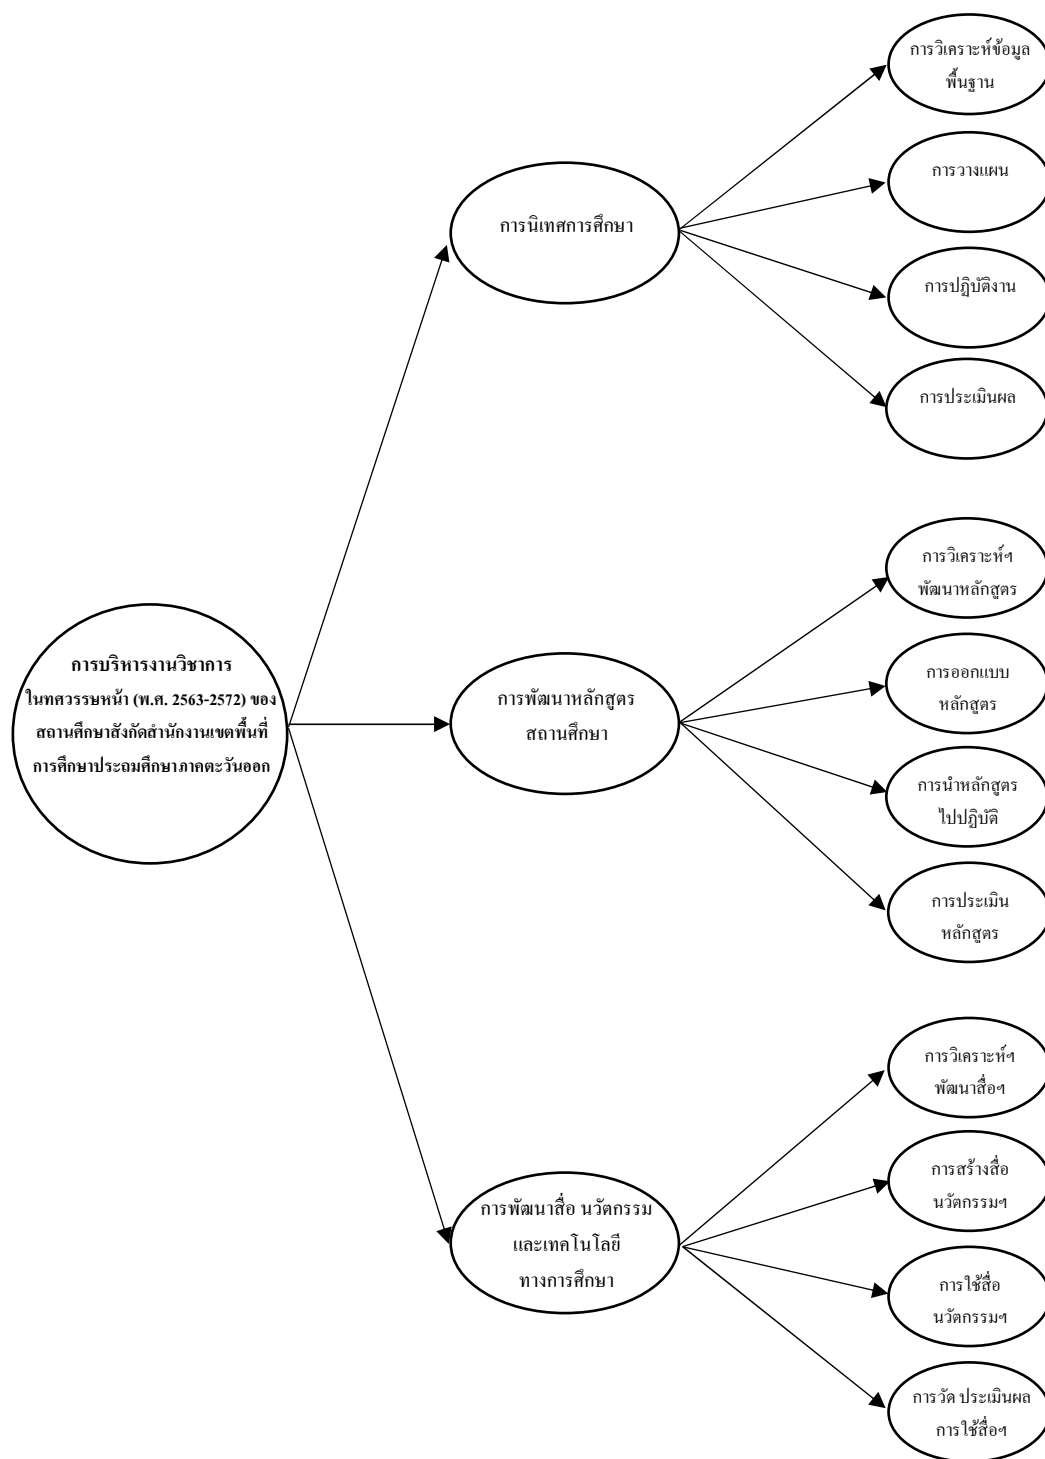 การบริหารงานวิชาการ
ในทศวรรษหน้า (พ.ศ. 2563-2572) ของ
สถานศึกษาสังกัดสำนักงานเขตพื้นที่
การศึกษาประถมศึกษาภาคตะวันออก
การนิเทศการศึกษา
การวิเคราะห์ข้อมูล
พื้นฐาน
การวางแผน
การปฏิบัติงาน
การประเมินผล
การพัฒนาหลักสูตร
สถานศึกษา
การวิเคราะห์ฯ
พัฒนาหลักสูตร
การออกแบบ
หลักสูตร
การนำหลักสูตร
ไปปฏิบัติ
การประเมิน
หลักสูตร
การพัฒนาสื่อ นวัตกรรม
และเทคโนโลยี
ทางการศึกษา
การวิเคราะห์ฯ
พัฒนาสื่อฯ
การสร้างสื่อ
นวัตกรรมฯ
การใช้สื่อ
นวัตกรรมฯ
การวัด ประเมินผล
การใช้สื่อฯ